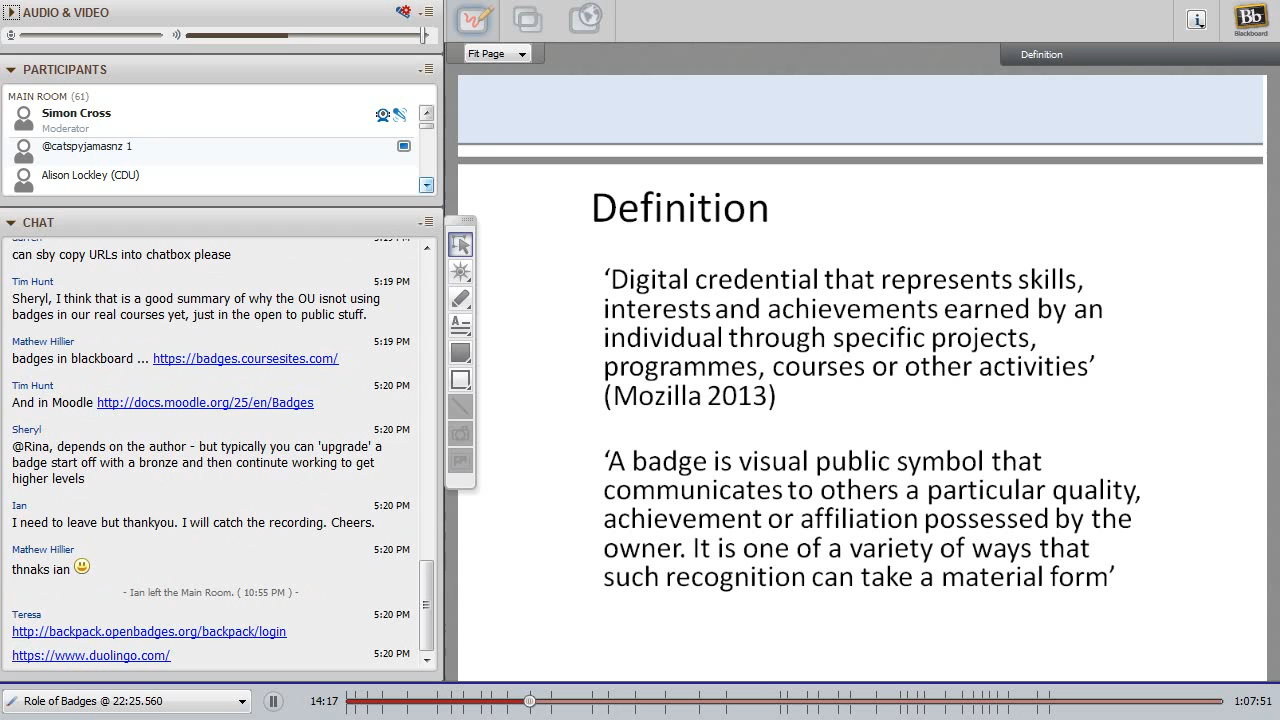 AUDIO & VIDEO
PARTICIPANTS
MAIN ROOM (61)
Simon Cross
Moderator
@catspyjamasnz 1
Alison Lockley (CDU)
CHAT
5:19 PM
can sby copy URLs into chatbox please
Tim Hunt 5:19 PM
Sheryl, I think that is a good summary of why the OU isnot using
badges in our real courses yet, just in the open to public stuff.
Mathew Hillier 5:19 PM
badges in blackboard ... https://badges.coursesites.com/
Tim Hunt 5:20 PM
And in Moodle http://docs.moodle.org/25/en/Badges
Sheryl 5:20 PM
@Rina, depends on the author - but typically you can 'upgrade' a
badge start off with a bronze and then continute working to get
higher levels
Ian 5:20 PM
I need to leave but thankyou. I will catch the recording. Cheers.
Mathew Hillier 5:20 PM
thnaks ian
- Ian left the Main Room. ( 10:55 PM ) -
Teresa 5:20 PM
http://backpack.openbadges.org/backpack/login
https://www.duolingo.com/ 5:20 PM
Fit Page
Definition
Bb
Blackboard
Definition
‘Digital credential that represents skills,
interests and achievements earned by an
individual through specific projects,
programmes, courses or other activities’
(Mozilla 2013)
‘A badge is visual public symbol that
communicates to others a particular quality,
achievement or affiliation possessed by the
owner. It is one of a variety of ways that
such recognition can take a material form’
Role of Badges @ 22:25.560
14:17
1:07:51